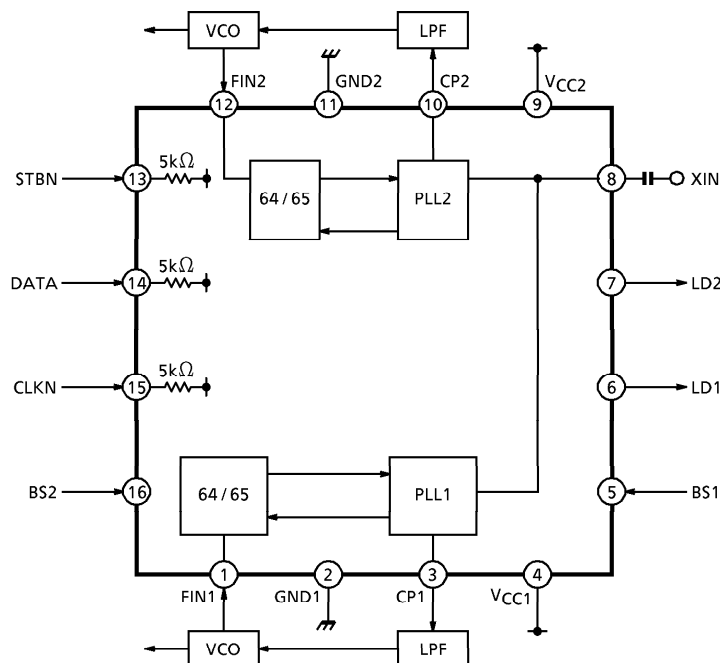 VCO
LPF
FIN2
GND2
CP2
VCC2
12
11
10
9
STBN
13
5kΩ
64 / 65
PLL2
8
XIN
DATA
14
5kΩ
7
LD2
CLKN
15
5kΩ
6
LD1
BS2
16
64 / 65
PLL1
5
BS1
1
2
3
4
FIN1
GND1
CP1
VCC1
VCO
LPF